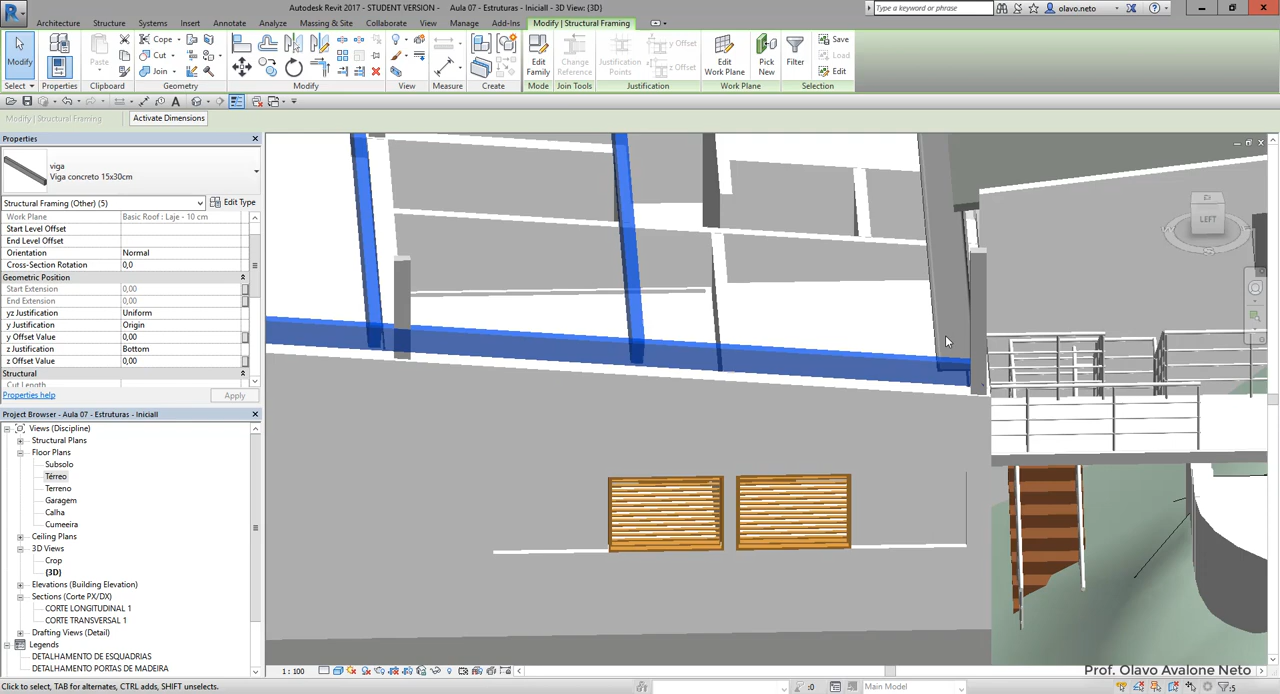 Autodesk Revit 2017 - STUDENT VERSION - Aula 07 - Estruturas - Iniciall - 3D View: {3D}
Type a keyword or phrase
olavo.neto
Architecture Structure Systems Insert Annotate Analyze Massing & Site Collaborate View Manage Add-Ins Modify | Structural Framing
Modify
Paste
Cope
Cut
Join
Edit Family
Change Reference
Justification Points
y Offset
z Offset
Edit Work Plane
Pick New
Filter
Save
Load
Edit
Select Properties Clipboard Geometry Modify View Measure Create Mode Join Tools Justification Work Plane Selection
Modify | Structural Framing
Activate Dimensions
Properties
viga
Viga concreto 15x30cm
Structural Framing (Other) (5)
Edit Type
Work Plane Basic Roof : Laje - 10 cm
Start Level Offset
End Level Offset
Orientation Normal
Cross-Section Rotation 0,0
Geometric Position
Start Extension 0,00
End Extension 0,00
yz Justification Uniform
y Justification Origin
y Offset Value 0,00
z Justification Bottom
z Offset Value 0,00
Structural
Cut Length
Properties help
Apply
Project Browser - Aula 07 - Estruturas - Iniciall
Views (Discipline)
Structural Plans
Floor Plans
Subsolo
Térreo
Terreno
Garagem
Calha
Cumeeira
Ceiling Plans
3D Views
Crop
{3D}
Elevations (Building Elevation)
Sections (Corte PX/DX)
CORTE LONGITUDINAL 1
CORTE TRANSVERSAL 1
Drafting Views (Detail)
Legends
DETALHAMENTO DE ESQUADRIAS
DETALHAMENTO PORTAS DE MADEIRA
LEFT
1 : 100
Prof. Olavo Avalone Neto
Click to select, TAB for alternates, CTRL adds, SHIFT unselects.
:0
Main Model
:5